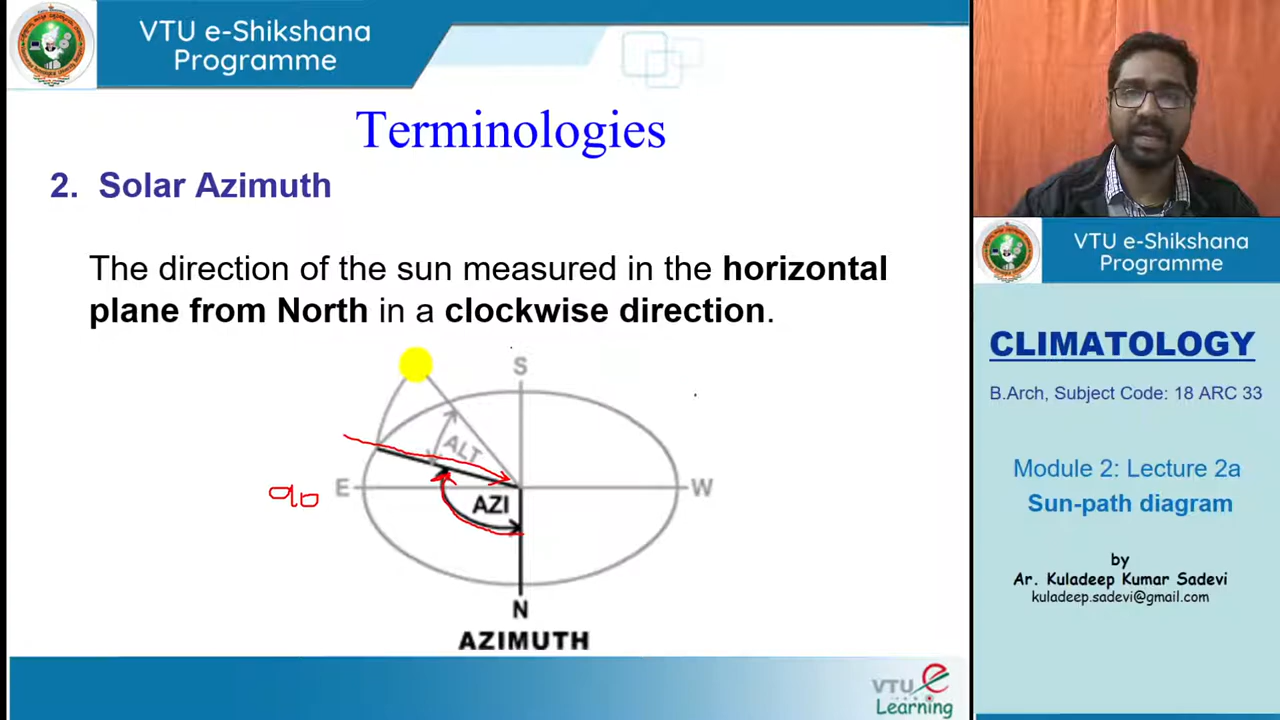 VTU e-Shikshana
Programme
Terminologies
2. Solar Azimuth
The direction of the sun measured in the horizontal
plane from North in a clockwise direction.
S
ALT
90
E
W
AZI
N
AZIMUTH
VTU e
Learning
VTU e-Shikshana
Programme
CLIMATOLOGY
B.Arch, Subject Code: 18 ARC 33
Module 2: Lecture 2a
Sun-path diagram
by
Ar. Kuladeep Kumar Sadevi
kuladeep.sadevi@gmail.com